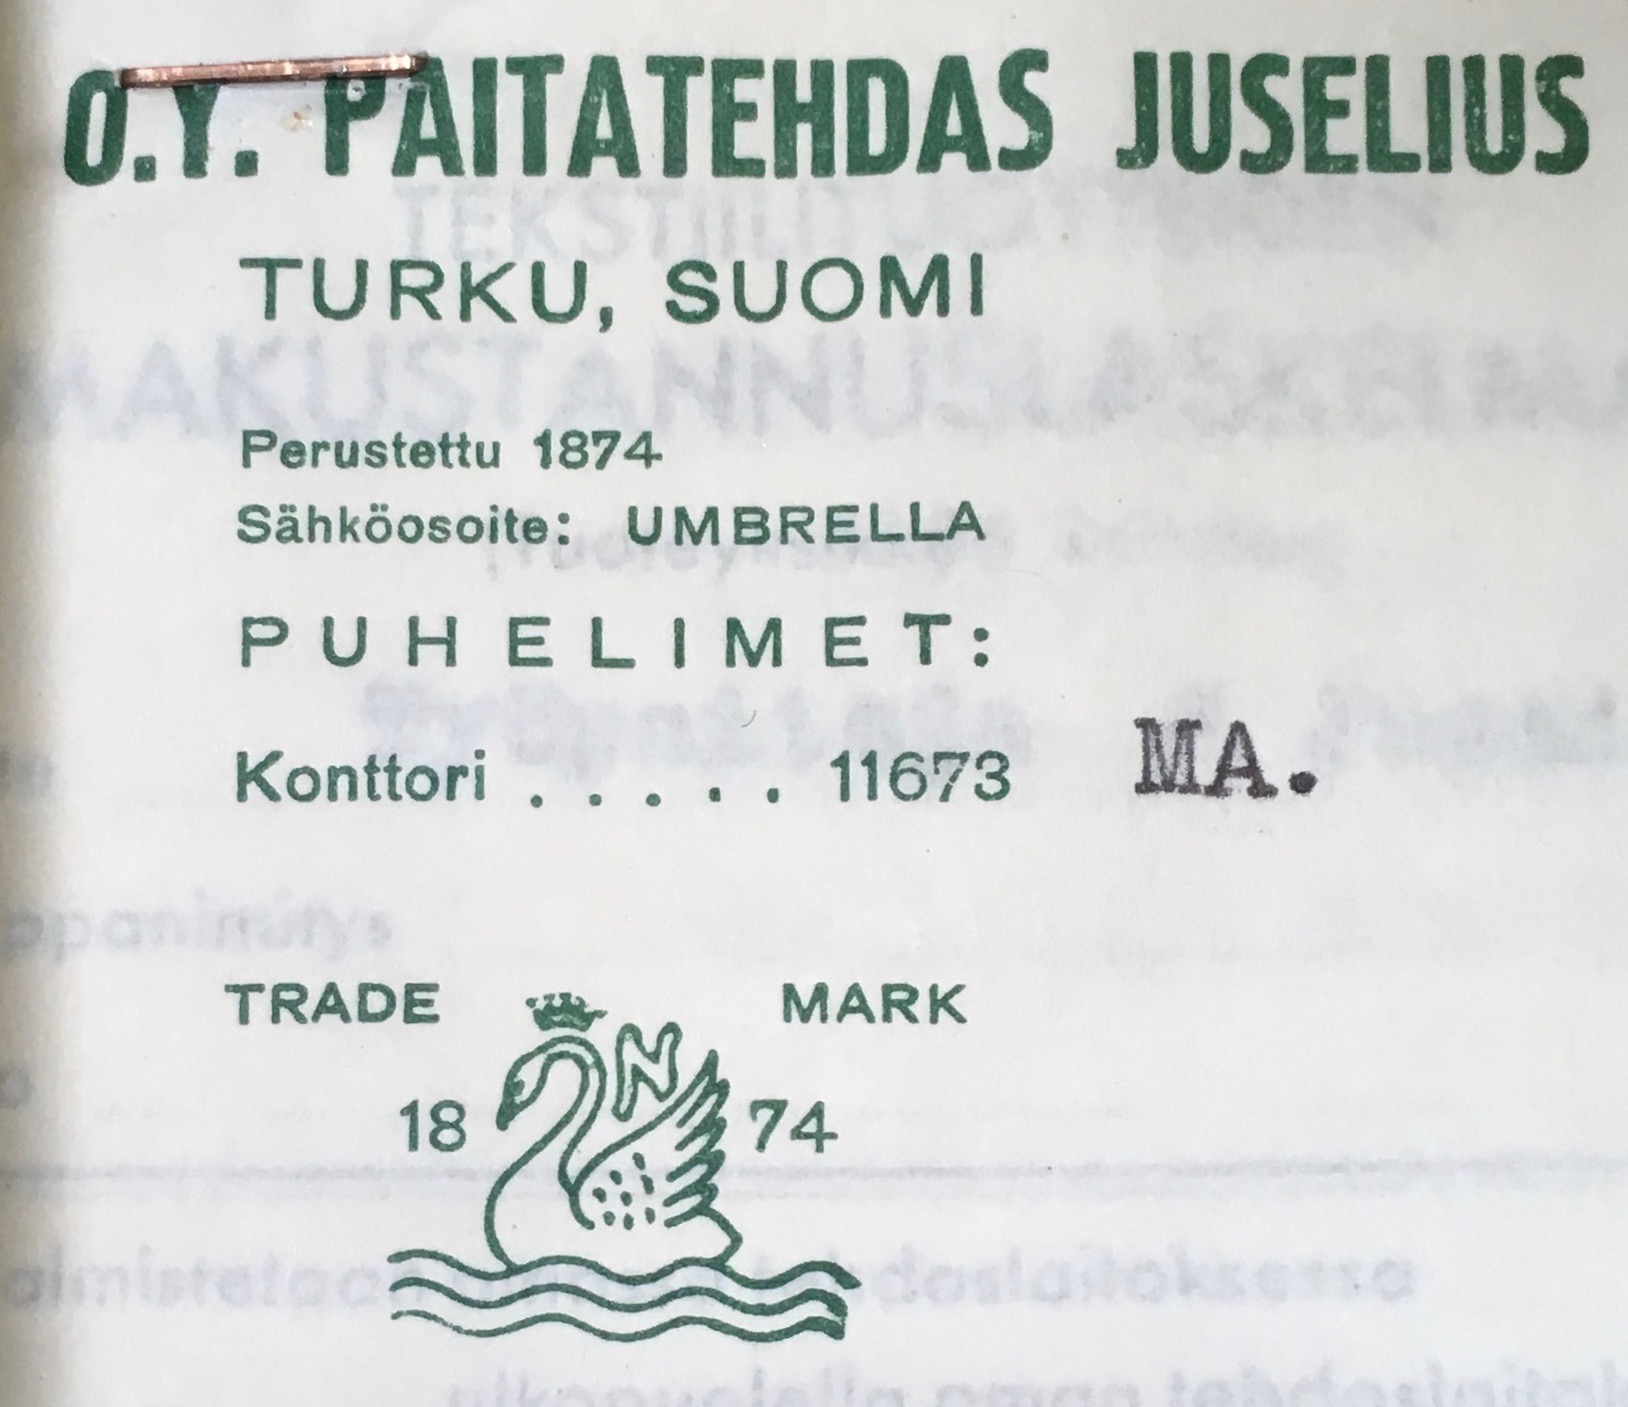 O.Y. PAITATEHDAS JUSELIUS
TURKU, SUOMI
Perustettu 1874
Sähköosoite: UMBRELLA
PUHELIMET:
Konttori . . . . . 11673 MA.
TRADE MARK
N
18 74